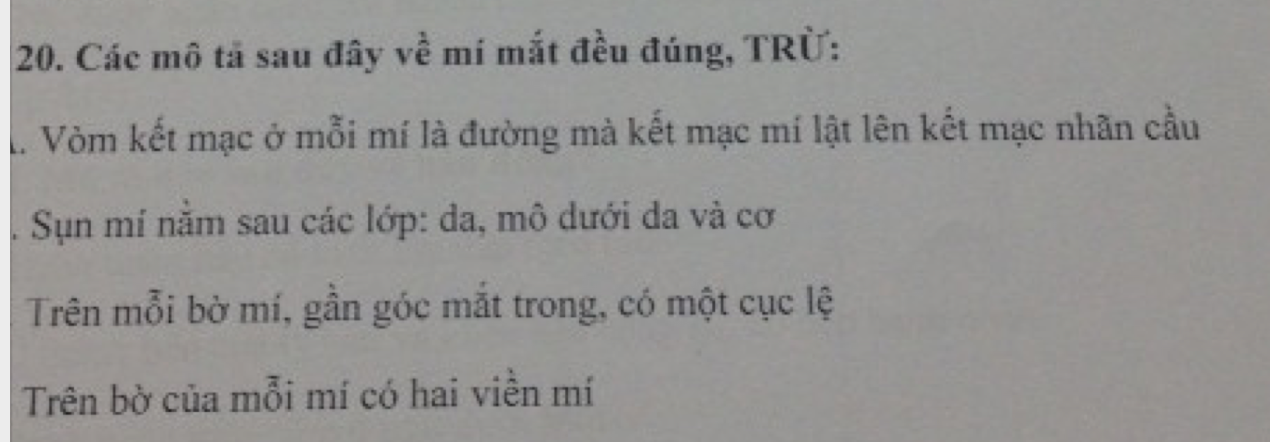 20. Các mô tả sau đây về mí mắt đều đúng, TRỪ:
. Vòm kết mạc ở mỗi mí là đường mà kết mạc mí lật lên kết mạc nhãn cầu
. Sụn mí nằm sau các lớp: da, mô dưới da và cơ
Trên mỗi bờ mí, gần góc mắt trong, có một cục lệ
Trên bờ của mỗi mí có hai viền mí